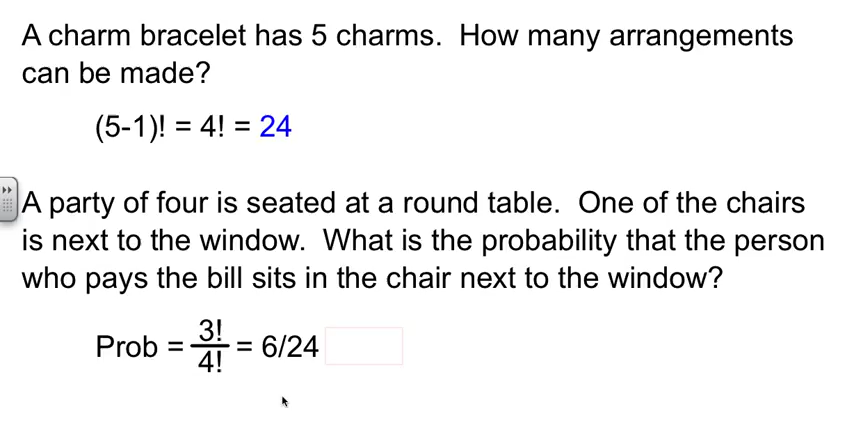 A charm bracelet has 5 charms.  How many arrangements
can be made?
(5-1)! = 4! = 24
A party of four is seated at a round table.  One of the chairs
is next to the window.  What is the probability that the person
who pays the bill sits in the chair next to the window?
Prob = 3!/4! = 6/24